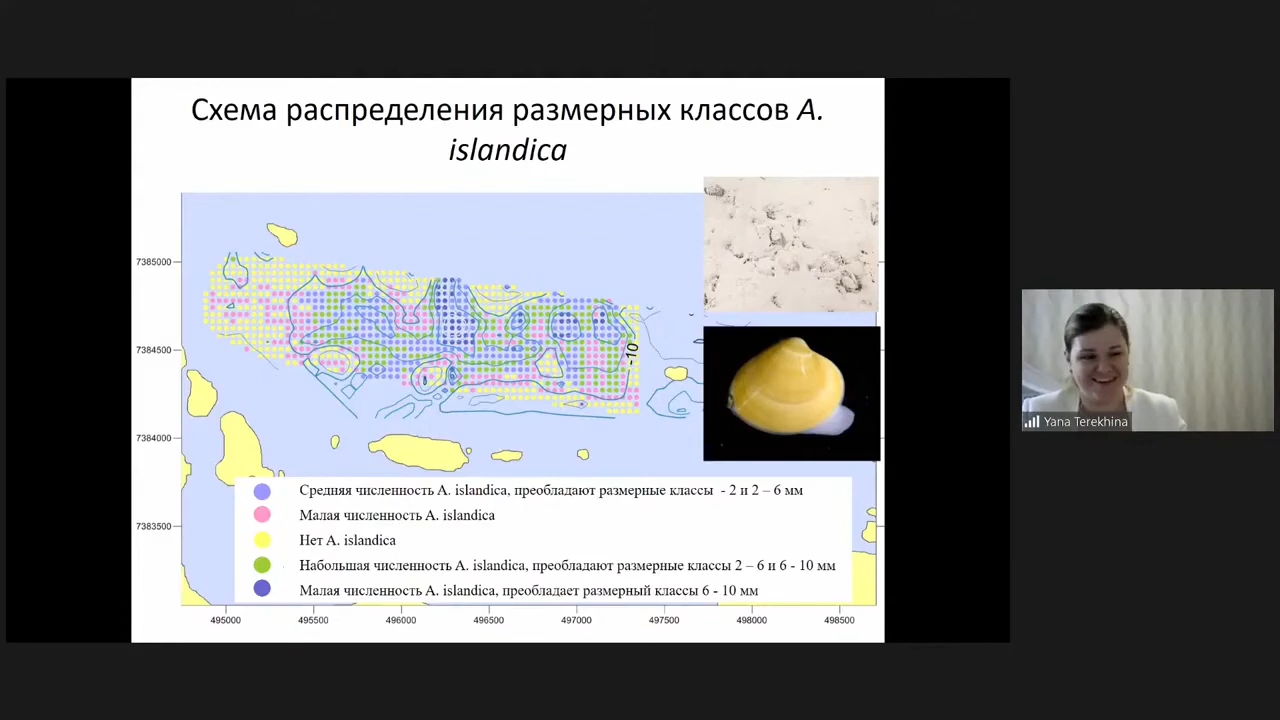 Схема распределения размерных классов A.
islandica
7385000
7384500
7384000
7383500
-10
Средняя численность A. islandica, преобладают размерные классы - 2 и 2 – 6 мм
Малая численность A. islandica
Нет A. islandica
Набольшая численность A. islandica, преобладают размерные классы 2 – 6 и 6 - 10 мм
Малая численность A. islandica, преобладает размерный классы 6 - 10 мм
495000 495500 496000 496500 497000 497500 498000 498500
Yana Terekhina